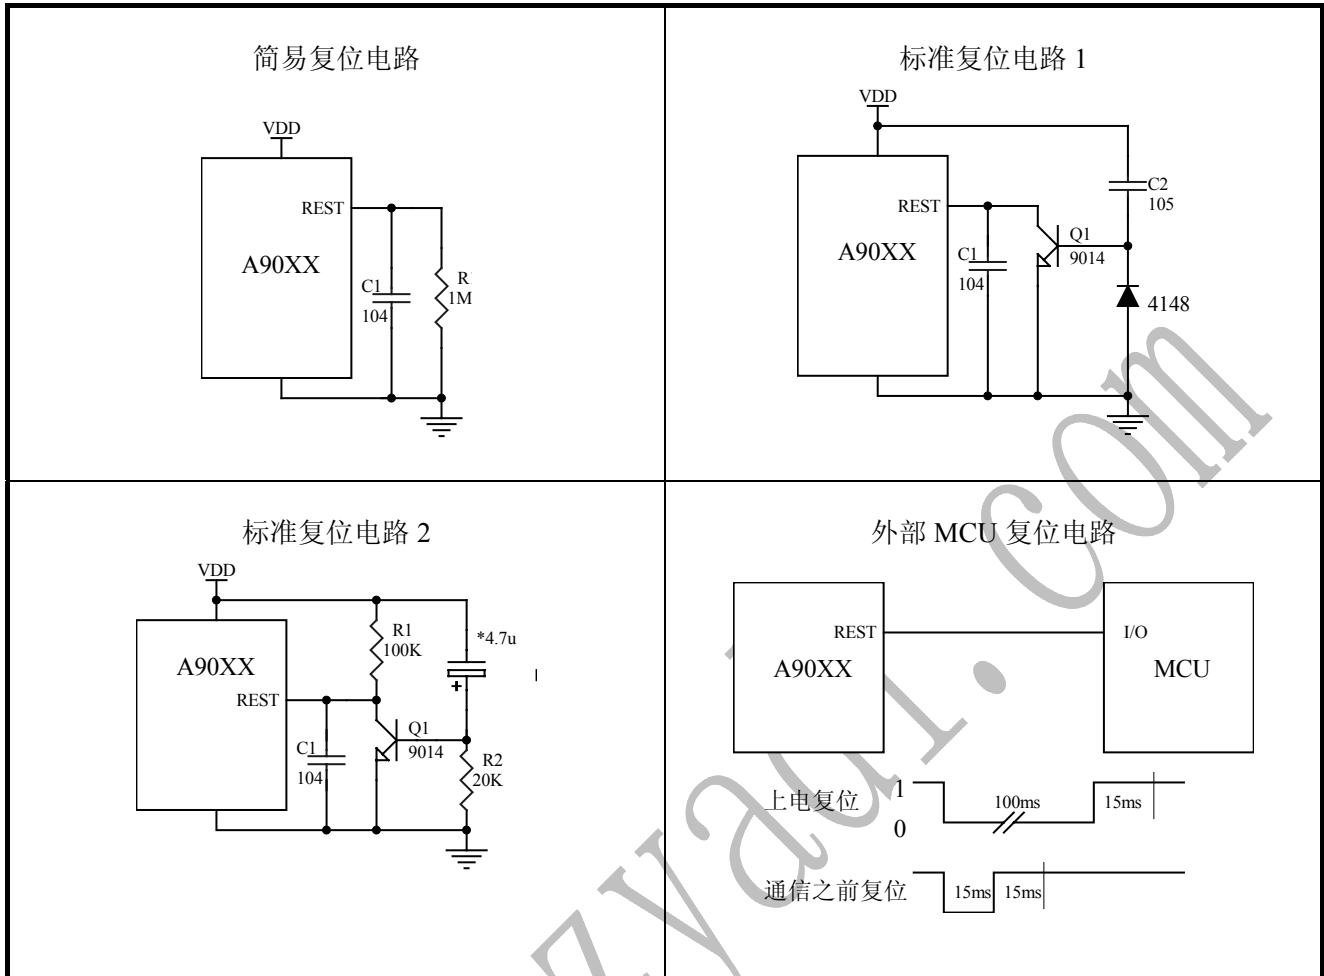 简易复位电路
VDD
REST
A90XX
C1
104
R
1M
标准复位电路 1
VDD
REST
A90XX
C1
104
Q1
9014
C2
105
4148
标准复位电路 2
VDD
A90XX
REST
R1
100K
*4.7u
+
C1
104
Q1
9014
R2
20K
外部 MCU 复位电路
REST
A90XX
I/O
MCU
上电复位
1
0
100ms
15ms
通信之前复位
15ms
15ms
zyadi.com